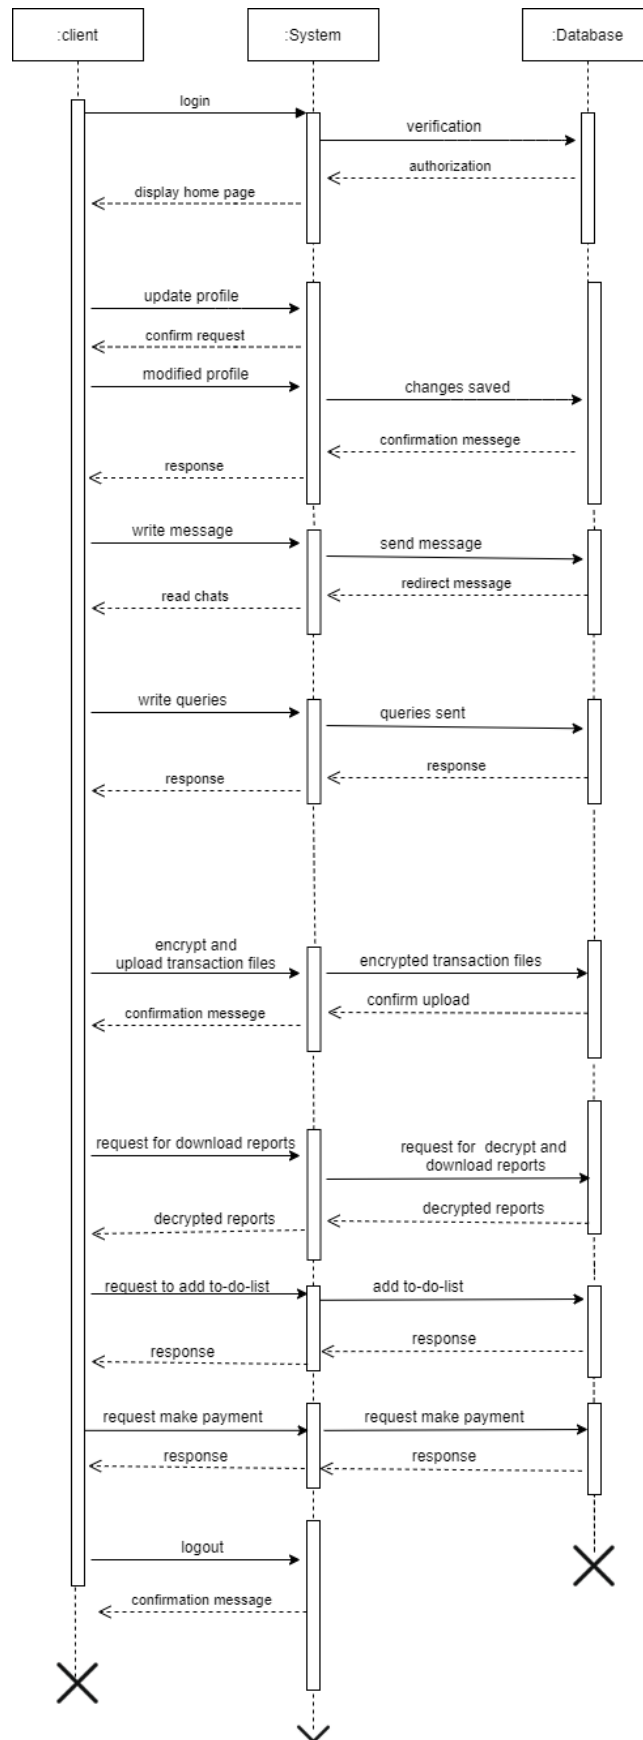 :client
:System
:Database
login
verification
authorization
display home page
update profile
confirm request
modified profile
changes saved
confirmation messege
response
write message
send message
redirect message
read chats
write queries
queries sent
response
response
encrypt and
upload transaction files
encrypted transaction files
confirm upload
confirmation messege
request for download reports
request for  decrypt and
download reports
decrypted reports
decrypted reports
request to add to-do-list
add to-do-list
response
response
request make payment
request make payment
response
response
logout
confirmation message